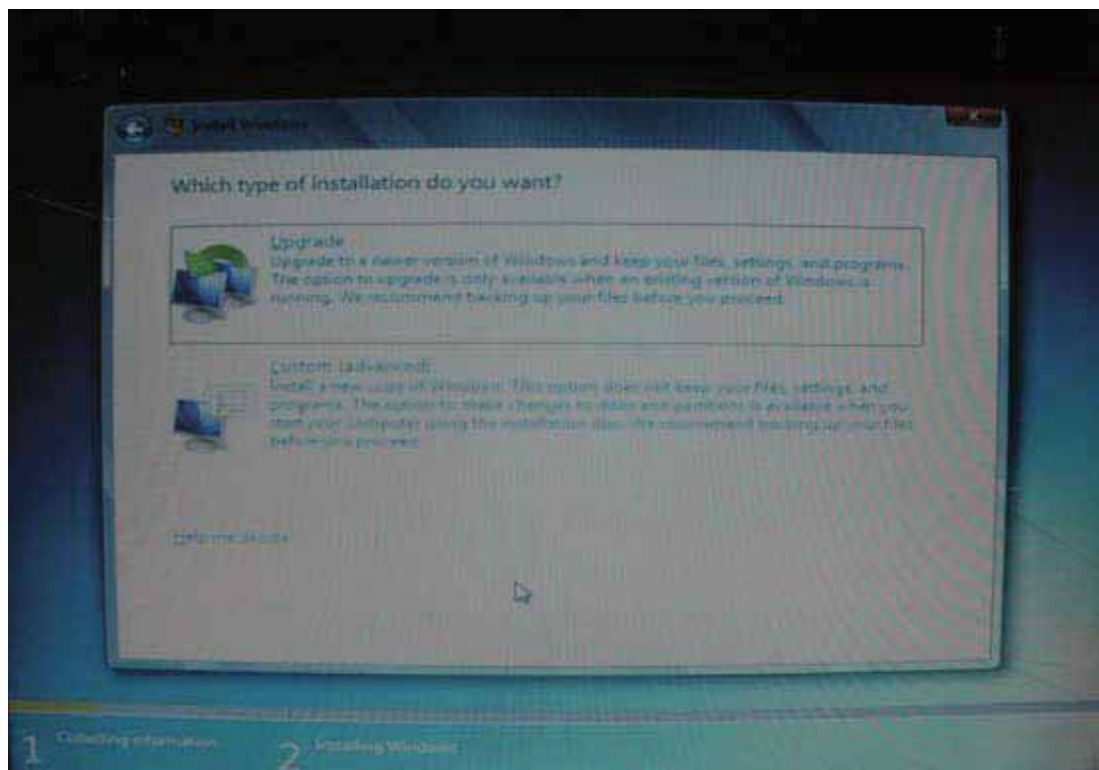 Install Windows
Which type of installation do you want?
Upgrade
Upgrade to a newer version of Windows and keep your files, settings, and programs.
The option to upgrade is only available when an existing version of Windows is
running. We recommend backing up your files before you proceed.
Custom (advanced)
Install a new copy of Windows. This option does not keep your files, settings, and
programs. The option to make changes to disks and partitions is available when you
start your computer using the installation disc. We recommend backing up your files
before you proceed.
Help me decide
1 Collecting information
2 Installing Windows